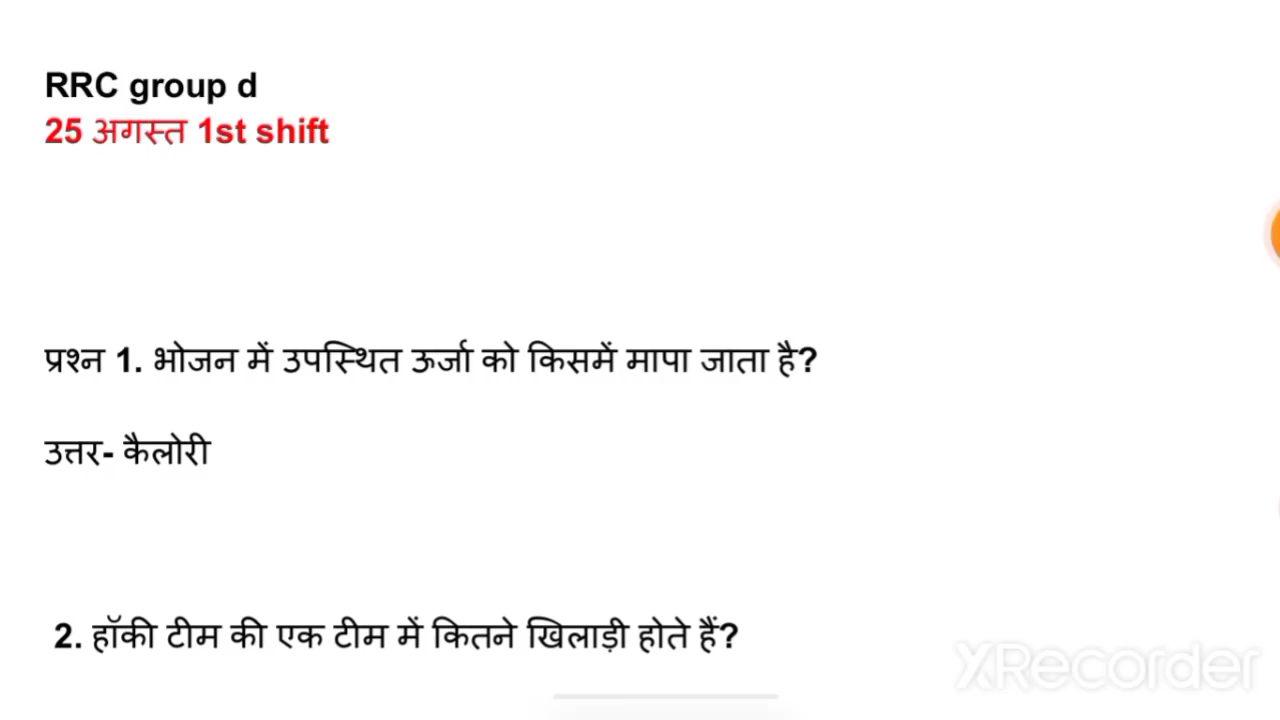 RRC group d
25 अगस्त 1st shift
प्रश्न 1. भोजन में उपस्थित ऊर्जा को किसमें मापा जाता है?
उत्तर- कैलोरी
2. हॉकी टीम की एक टीम में कितने खिलाड़ी होते हैं?
XRecorder